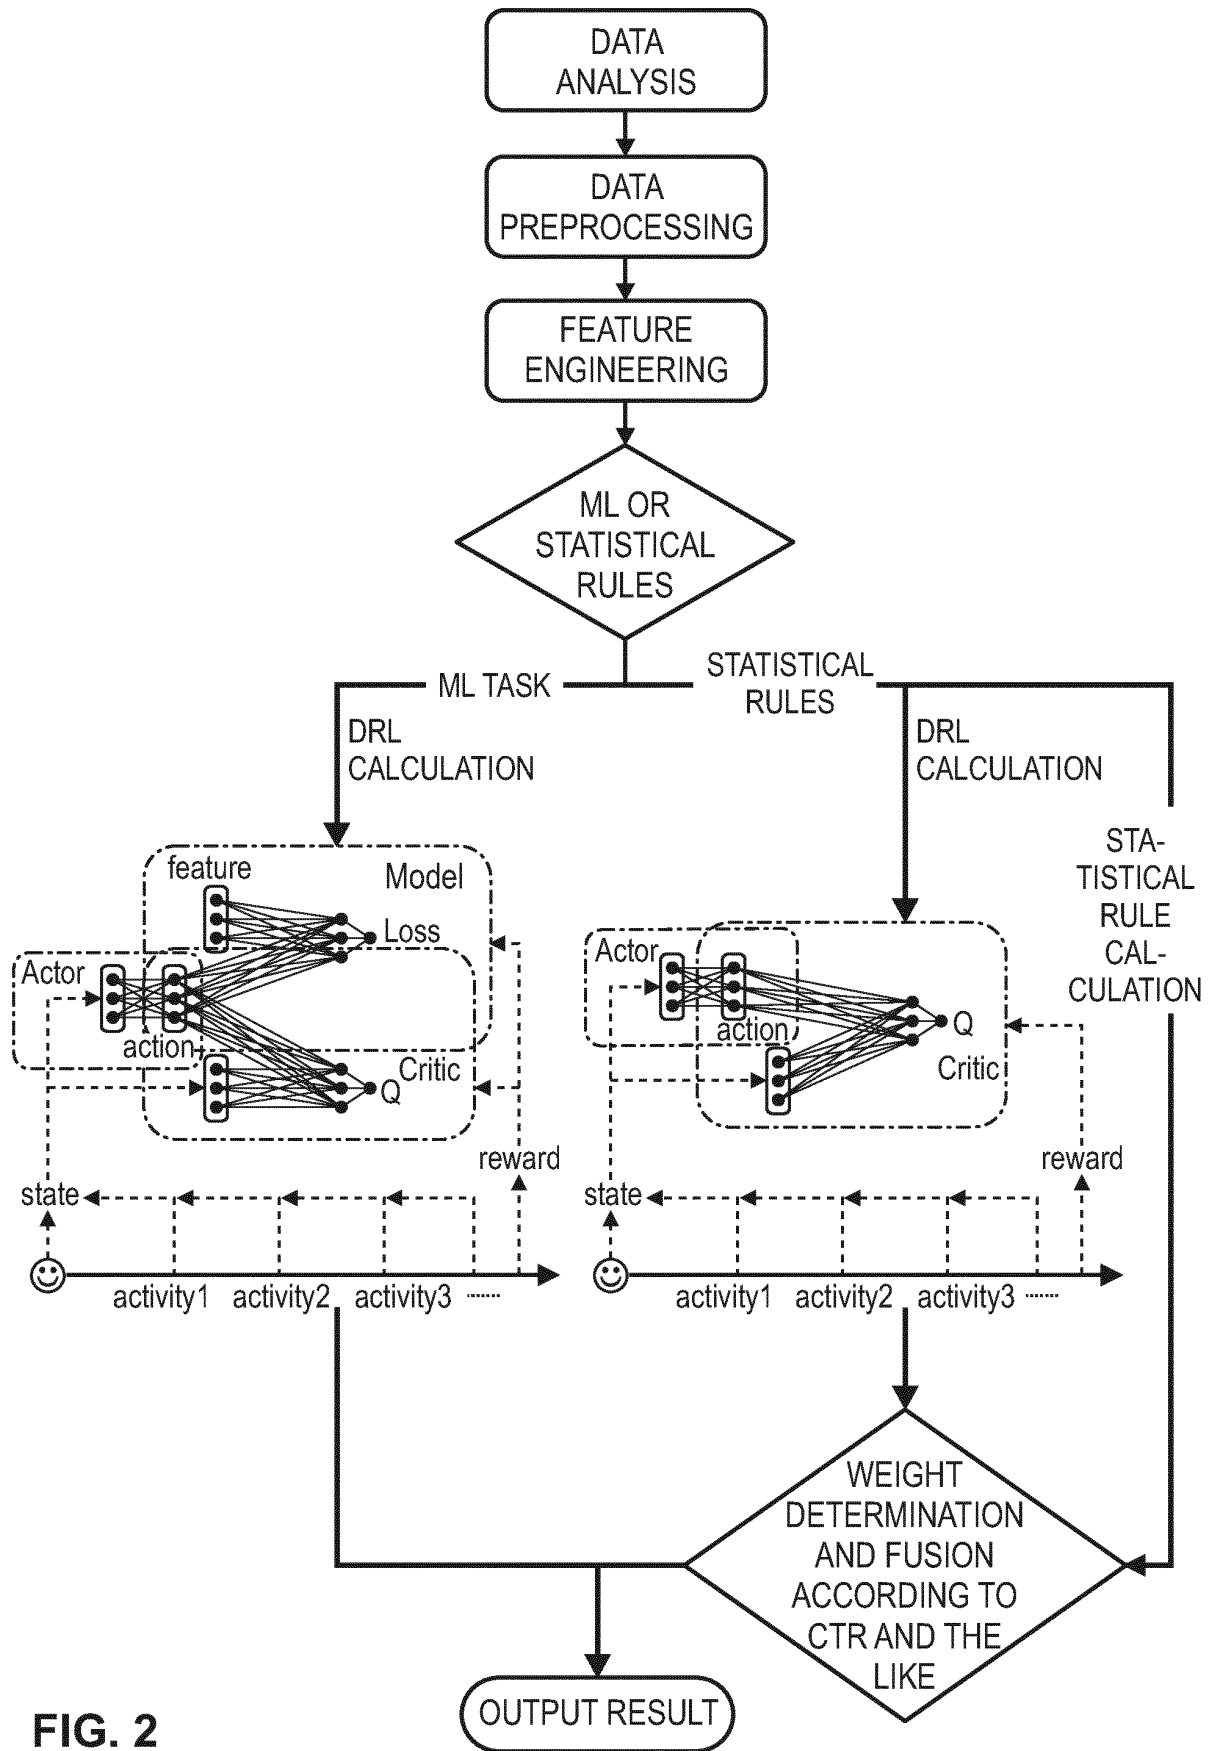 DATA
ANALYSIS
DATA
PREPROCESSING
FEATURE
ENGINEERING
ML OR
STATISTICAL
RULES
ML TASK
STATISTICAL
RULES
DRL
CALCULATION
DRL
CALCULATION
STA-
TISTICAL
RULE
CAL-
CULATION
feature
Model
Loss
Actor
action
Critic
Q
reward
state
activity1
activity2
activity3
.......
Actor
action
Q
Critic
reward
state
activity1
activity2
activity3
.......
WEIGHT
DETERMINATION
AND FUSION
ACCORDING TO
CTR AND THE
LIKE
OUTPUT RESULT
FIG. 2